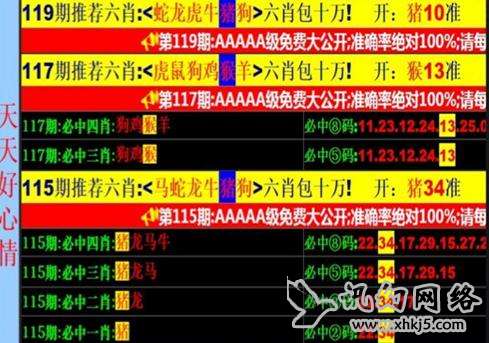 119期推荐六肖:<蛇龙虎牛猪狗>六肖包十万! 开: 猪10准
第119期:AAAAA级免费大公开;准确率绝对100%;请每
117期推荐六肖:<虎鼠狗鸡猴羊>六肖包十万! 开: 猴13准
第117期:AAAAA级免费大公开;准确率绝对100%;请每
117期:必中四肖:狗鸡猴羊 必中⑧码:11.23.12.24.13.25.0
117期:必中三肖:狗鸡猴 必中⑤码:11.23.12.24.13
115期推荐六肖:<马蛇龙牛猪狗>六肖包十万! 开: 猪34准
第115期:AAAAA级免费大公开;准确率绝对100%;请每
115期:必中四肖:猪龙马牛 必中⑧码:22.34.17.29.15.27.2
115期:必中三肖:猪龙马 必中⑤码:22.34.17.29.15
115期:必中二肖:猪龙
115期:必中一肖:猪 必中②码:22.34
天天好心情
讯幻网络
www.xhkj5.com